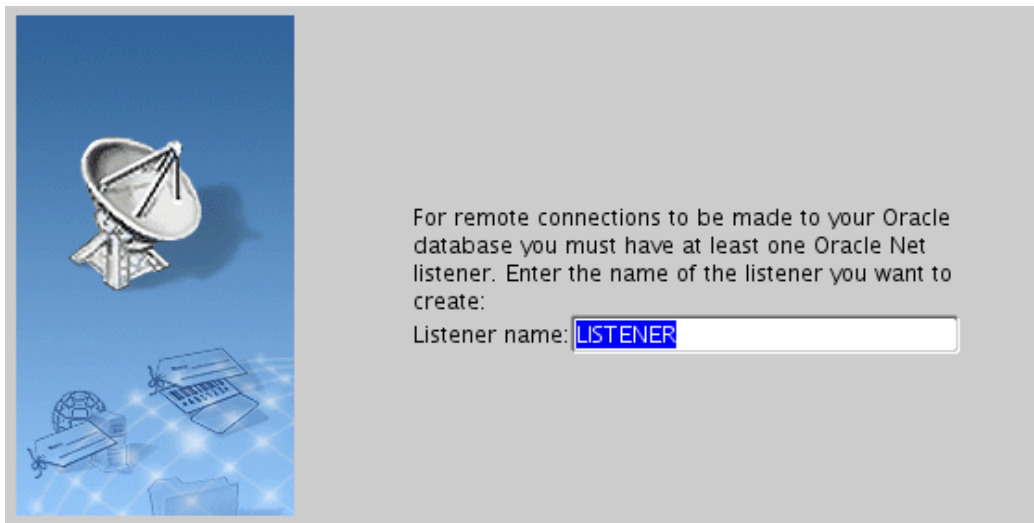 For remote connections to be made to your Oracle
database you must have at least one Oracle Net
listener. Enter the name of the listener you want to
create:
Listener name: LISTENER